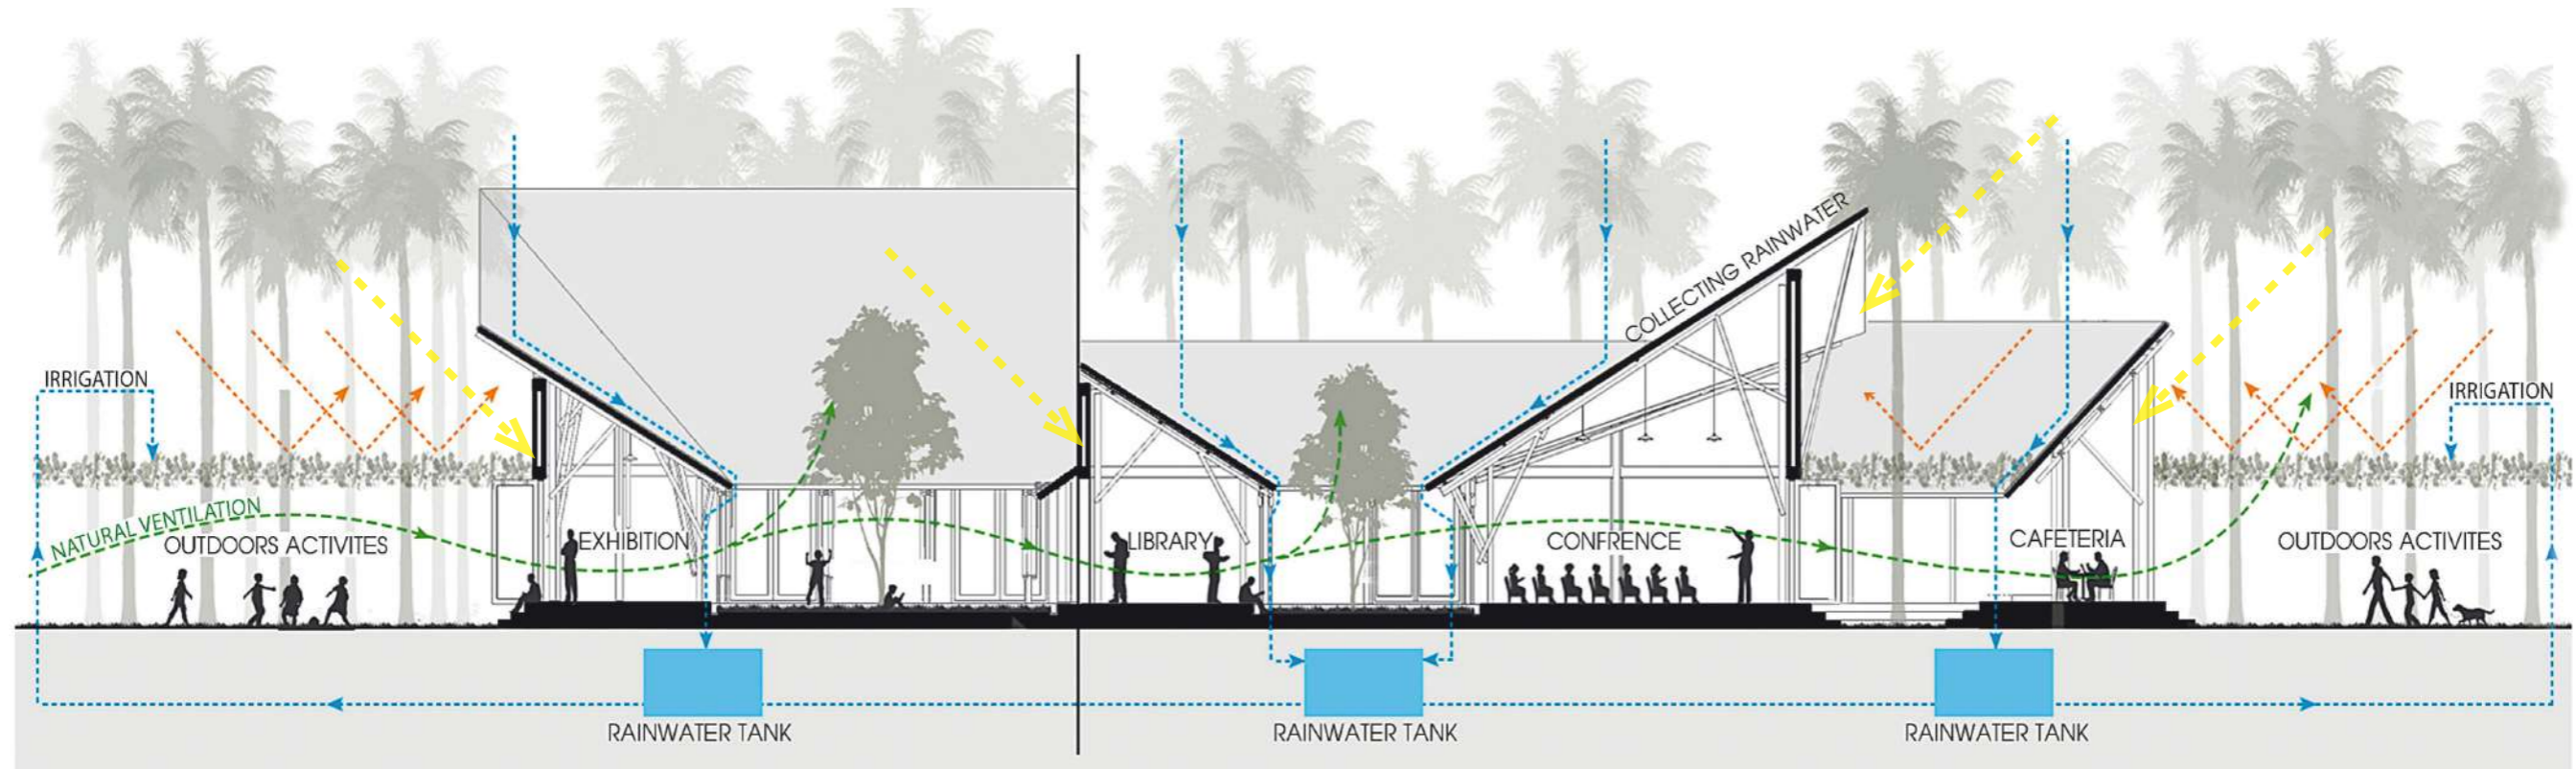 COLLECTING RAINWATER
IRRIGATION
IRRIGATION
NATURAL VENTILATION
OUTDOORS ACTIVITES
EXHIBITION
LIBRARY
CONFRENCE
CAFETERIA
OUTDOORS ACTIVITES
RAINWATER TANK
RAINWATER TANK
RAINWATER TANK